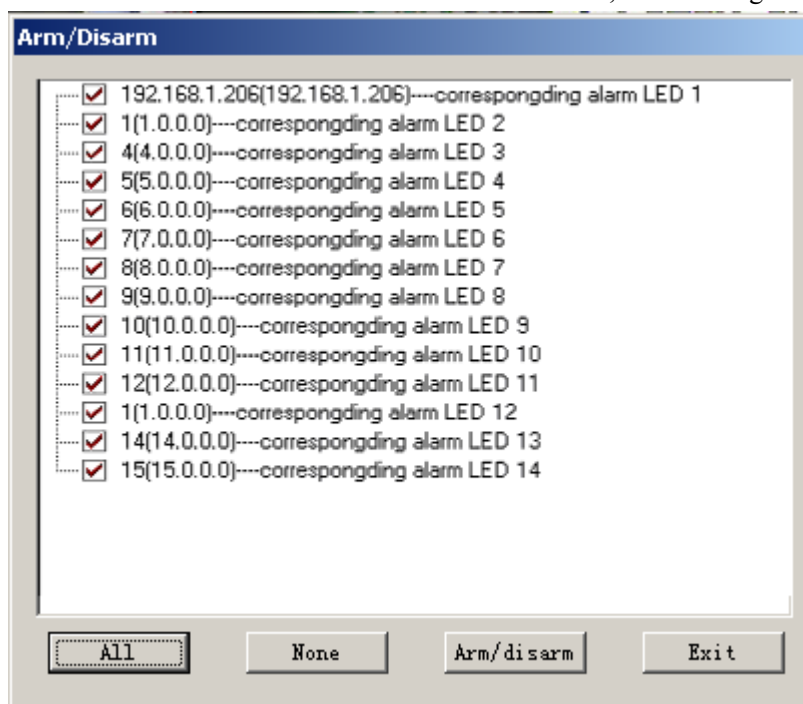 Arm/Disarm
192.168.1.206(192.168.1.206)----correspongding alarm LED 1
1(1.0.0.0)----correspongding alarm LED 2
4(4.0.0.0)----correspongding alarm LED 3
5(5.0.0.0)----correspongding alarm LED 4
6(6.0.0.0)----correspongding alarm LED 5
7(7.0.0.0)----correspongding alarm LED 6
8(8.0.0.0)----correspongding alarm LED 7
9(9.0.0.0)----correspongding alarm LED 8
10(10.0.0.0)----correspongding alarm LED 9
11(11.0.0.0)----correspongding alarm LED 10
12(12.0.0.0)----correspongding alarm LED 11
1(1.0.0.0)----correspongding alarm LED 12
14(14.0.0.0)----correspongding alarm LED 13
15(15.0.0.0)----correspongding alarm LED 14
All None Arm/disarm Exit